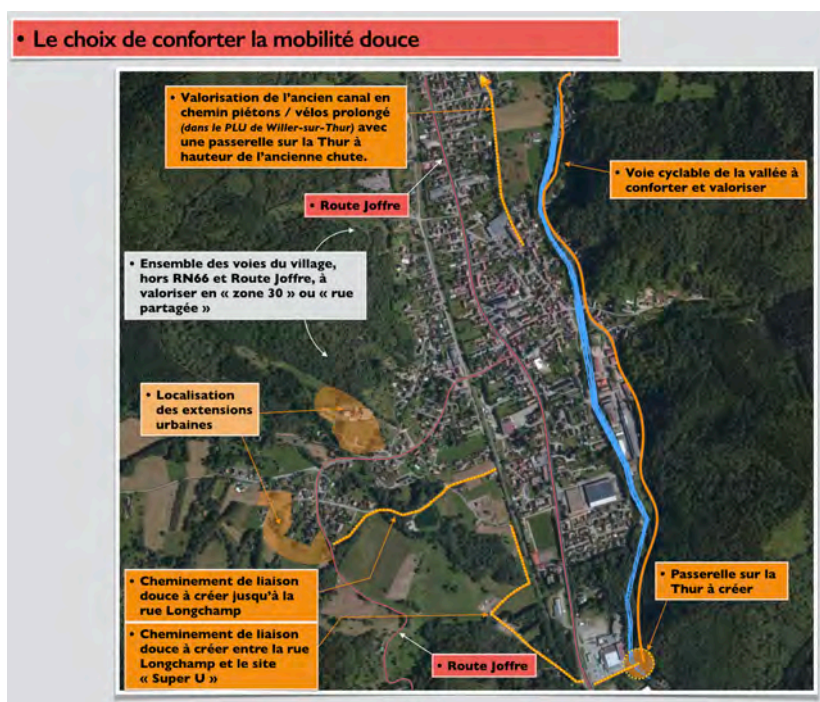 • Le choix de conforter la mobilité douce
• Valorisation de l'ancien canal en
chemin piétons / vélos prolongé
(dans le PLU de Willer-sur-Thur) avec
une passerelle sur la Thur à
hauteur de l'ancienne chute.
• Voie cyclable de la vallée à
conforter et valoriser
• Route Joffre
• Ensemble des voies du village,
hors RN66 et Route Joffre, à
valoriser en « zone 30 » ou « rue
partagée »
• Localisation
des extensions
urbaines
• Cheminement de liaison
douce à créer jusqu'à la
rue Longchamp
• Passerelle sur la
Thur à créer
• Cheminement de liaison
douce à créer entre la rue
Longchamp et le site
« Super U »
• Route Joffre